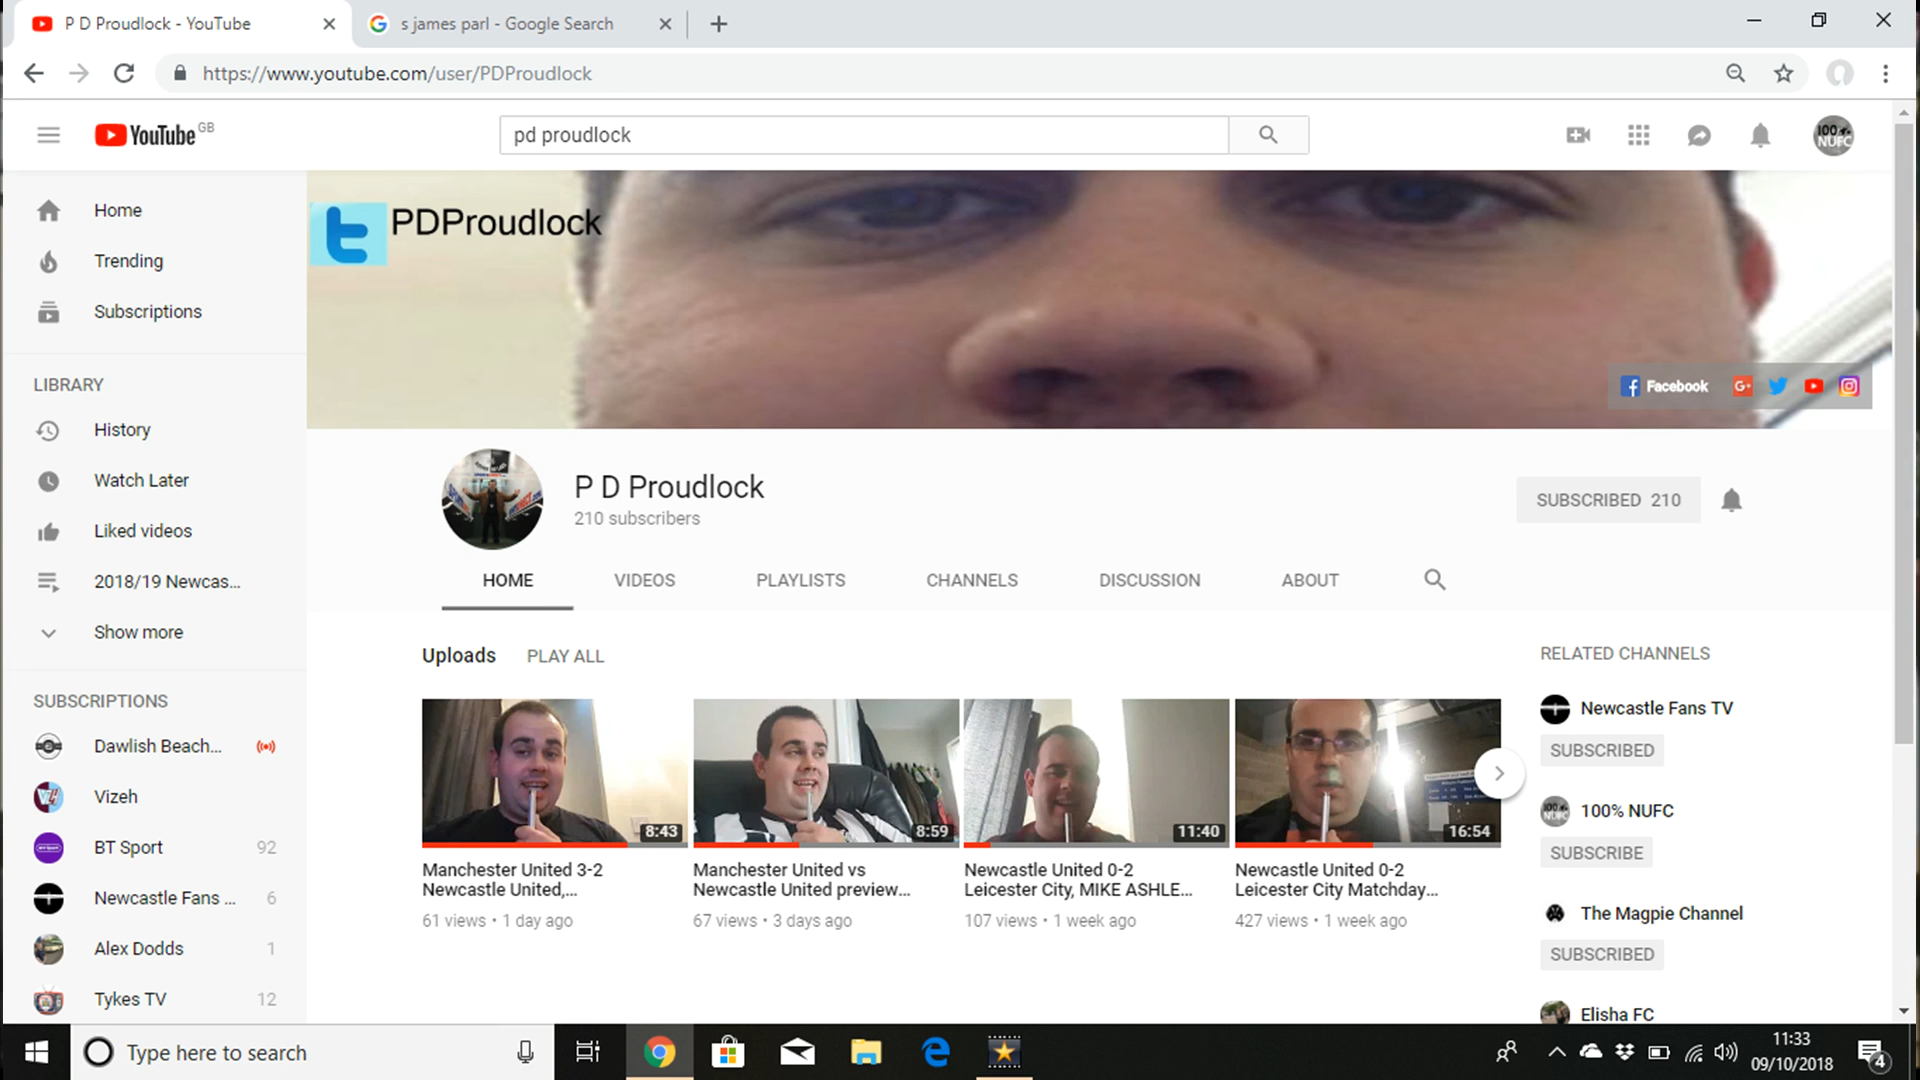 P D Proudlock - YouTube
s james parl - Google Search
https://www.youtube.com/user/PDProudlock
YouTube GB
pd proudlock
100% NUFC
Home
Trending
Subscriptions
LIBRARY
History
Watch Later
Liked videos
2018/19 Newcas...
Show more
SUBSCRIPTIONS
Dawlish Beach...
Vizeh
BT Sport 92
Newcastle Fans ... 6
Alex Dodds 1
Tykes TV 12
PDProudlock
Facebook
P D Proudlock
210 subscribers
SUBSCRIBED 210
HOME VIDEOS PLAYLISTS CHANNELS DISCUSSION ABOUT
Uploads PLAY ALL
8:43
Manchester United 3-2
Newcastle United,...
61 views • 1 day ago
8:59
Manchester United vs
Newcastle United preview...
67 views • 3 days ago
11:40
Newcastle United 0-2
Leicester City, MIKE ASHLE...
107 views • 1 week ago
16:54
Newcastle United 0-2
Leicester City Matchday...
427 views • 1 week ago
RELATED CHANNELS
Newcastle Fans TV
SUBSCRIBED
100% NUFC
SUBSCRIBE
The Magpie Channel
SUBSCRIBED
Elisha FC
Type here to search
11:33
09/10/2018
4